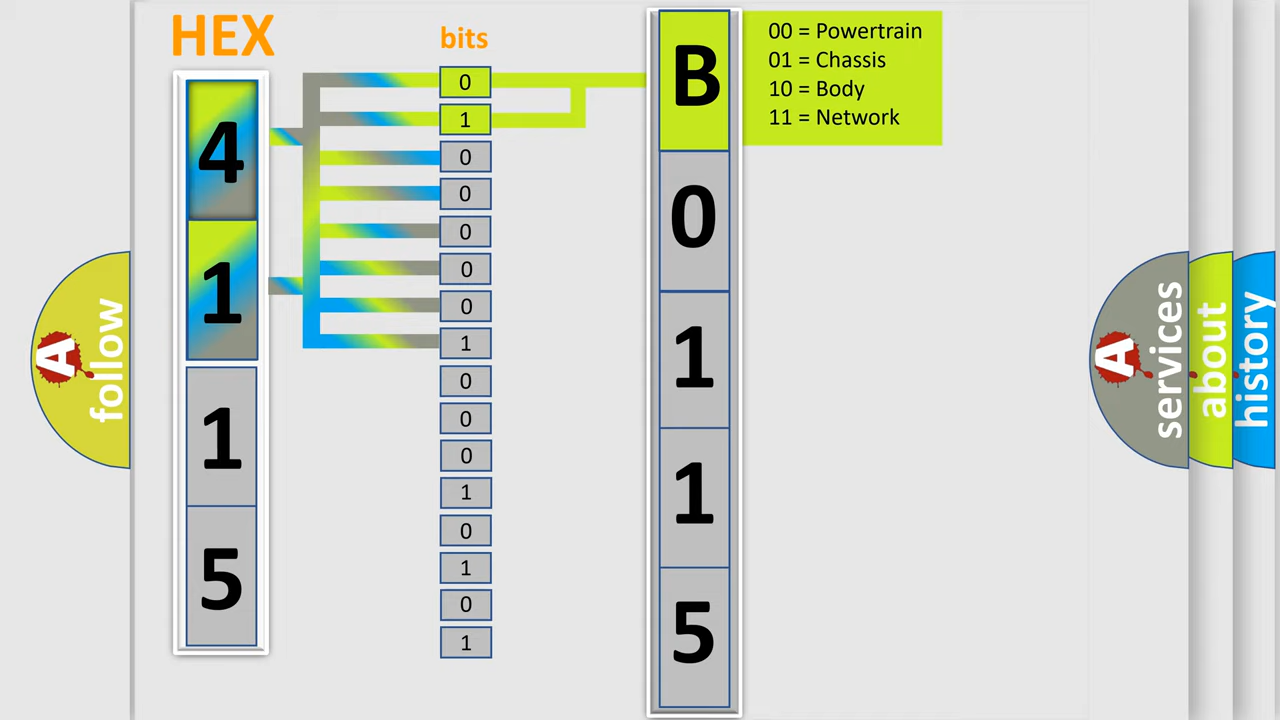 HEX
bits
4
1
1
5
0
1
0
0
0
0
0
1
0
0
0
1
0
1
0
1
B
0
1
1
5
00 = Powertrain
01 = Chassis
10 = Body
11 = Network
A
follow
A
services
about
history